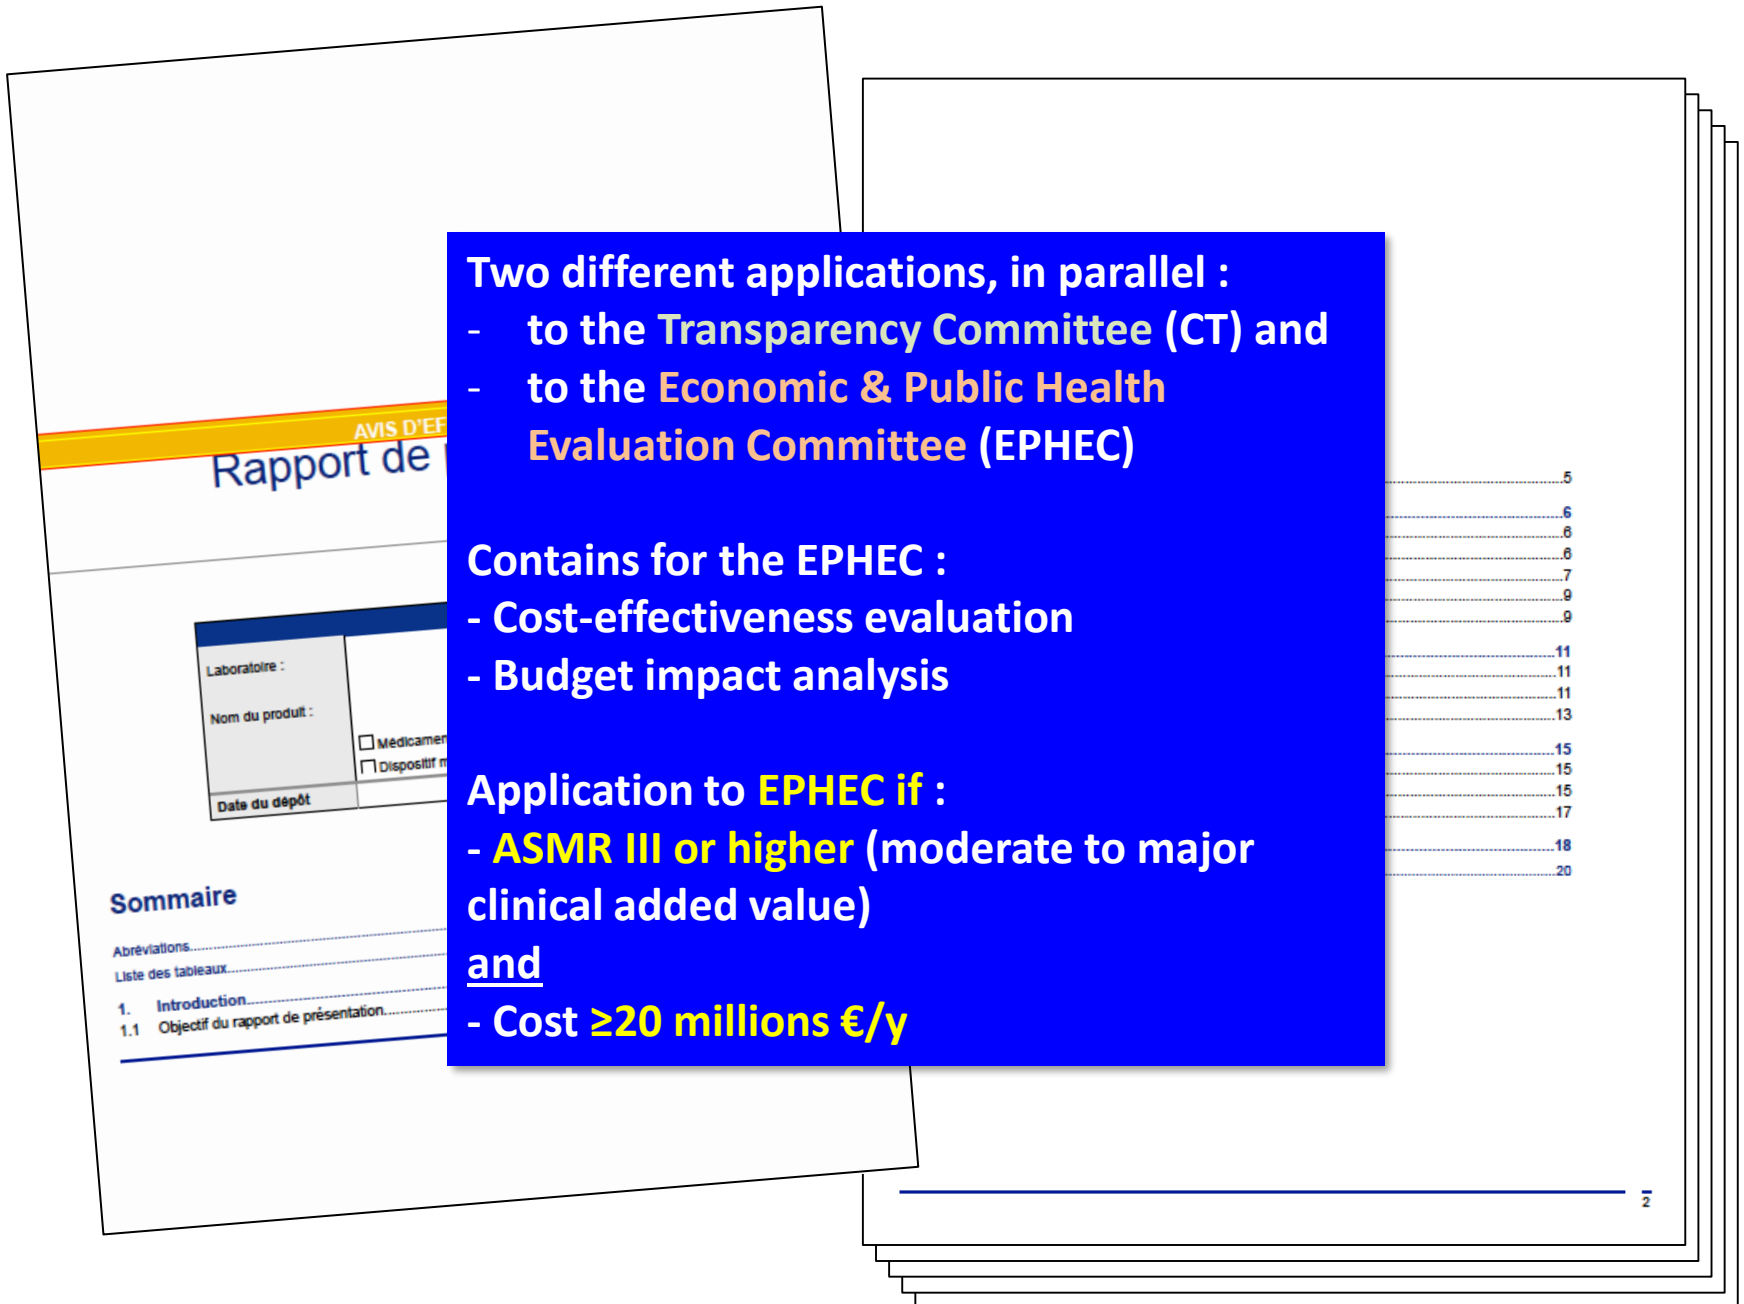 AVIS D'EF
Rapport de
Laboratoire :
Nom du produit :
Médicamen
Dispositif m
Date du dépôt
Sommaire
Abréviations
Liste des tableaux
1. Introduction
1.1 Objectif du rapport de présentation
Two different applications, in parallel :
- to the Transparency Committee (CT) and
- to the Economic & Public Health
Evaluation Committee (EPHEC)
Contains for the EPHEC :
- Cost-effectiveness evaluation
- Budget impact analysis
Application to EPHEC if :
- ASMR III or higher (moderate to major
clinical added value)
and
- Cost ≥20 millions €/y
5
6
6
6
7
9
9
11
11
11
13
15
15
15
17
18
20
2